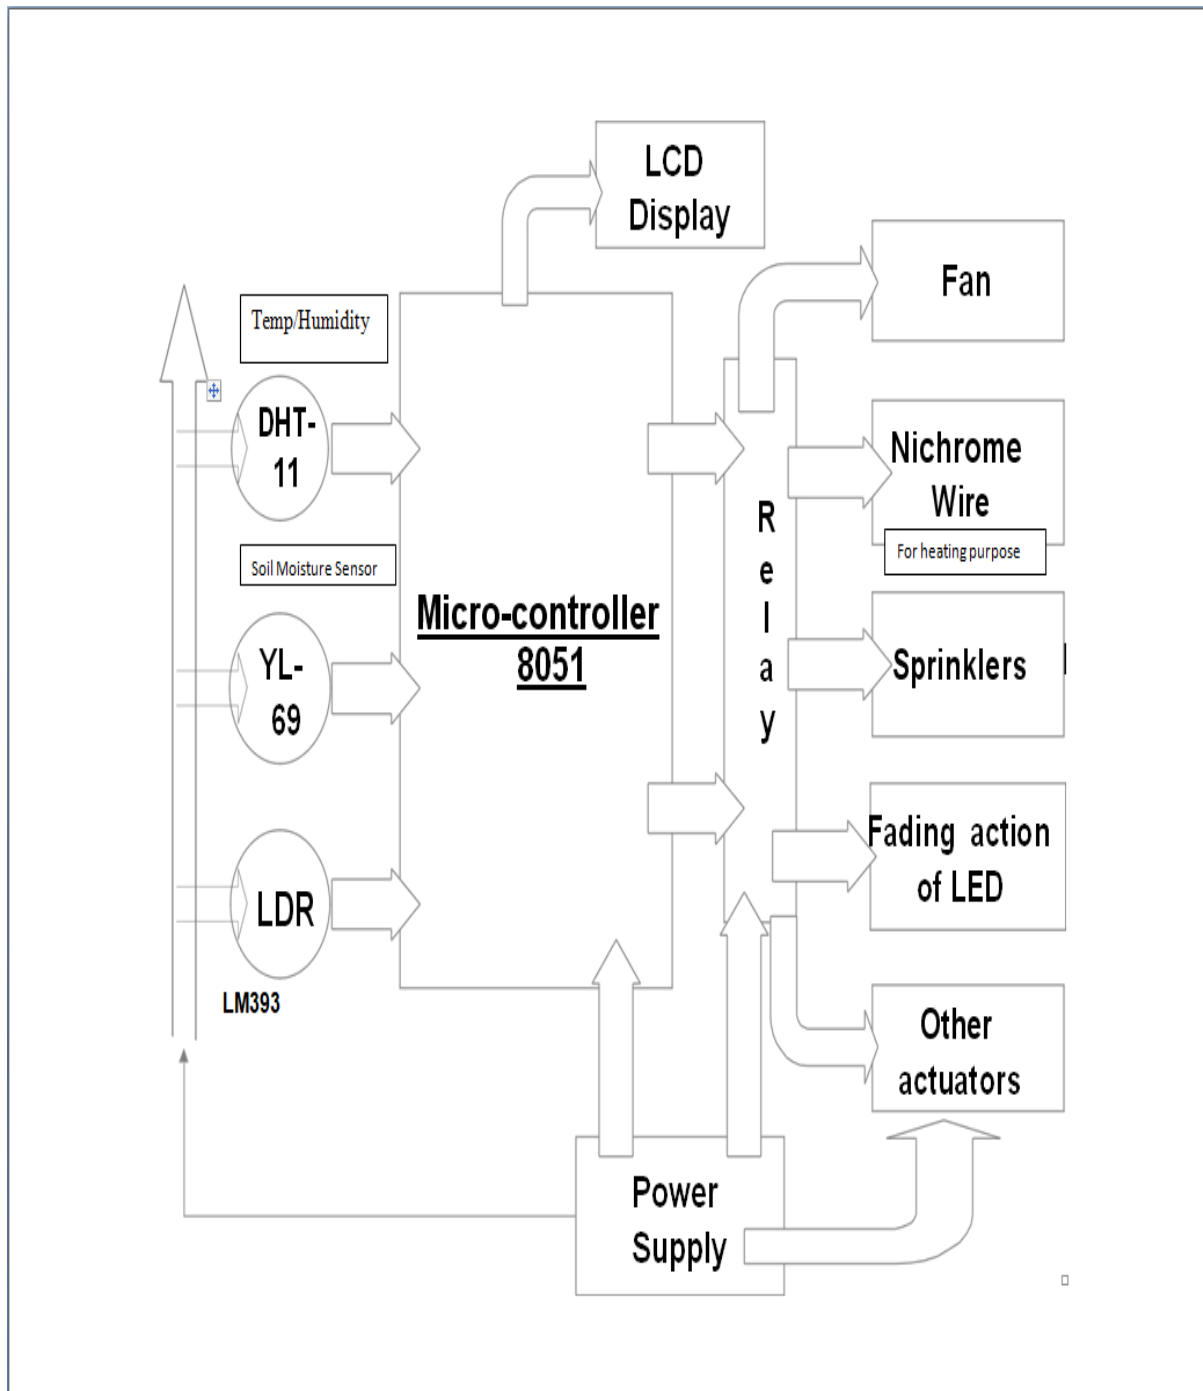 LCD
Display
Fan
Temp/Humidity
DHT-
11
Nichrome
Wire
For heating purpose
Soil Moisture Sensor
R
e
l
a
y
Micro-controller
8051
YL-
69
Sprinklers
Fading action
of LED
LDR
LM393
Other
actuators
Power
Supply